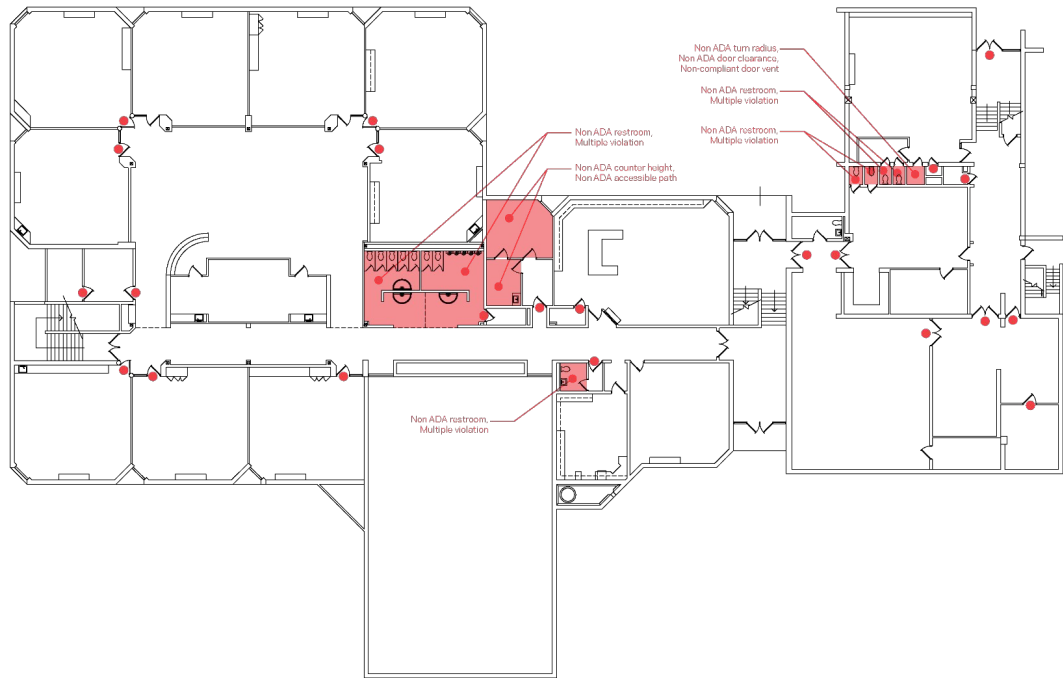 Non ADA turn radius,
Non ADA door clearance,
Non-compliant door vent
Non ADA restroom,
Multiple violation
Non ADA restroom,
Multiple violation
Non ADA restroom,
Multiple violation
Non ADA counter height,
Non ADA accessible path
Non ADA restroom,
Multiple violation